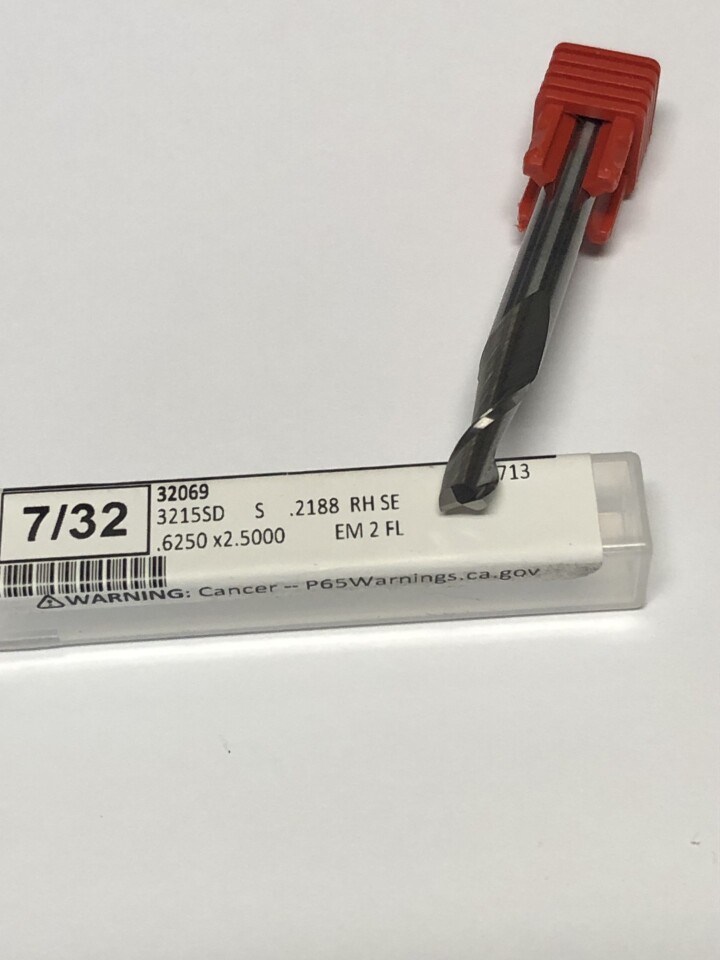 7/32
32069
3215SD S .2188 RH SE
.6250 x2.5000 EM 2 FL
713
WARNING: Cancer -- P65Warnings.ca.gov